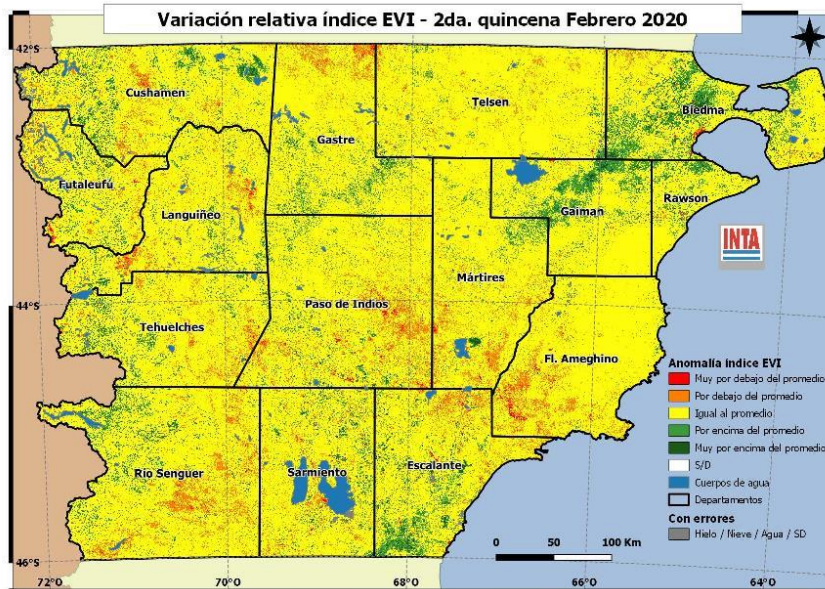 Variación relativa índice EVI - 2da. quincena Febrero 2020
42°S
Cushamen
Telsen
Biedma
Gastre
Futaleufú
Languiñeo
Gaiman
Rawson
INTA
Mártires
44°S
Paso de Indios
Tehuelches
Fl. Ameghino
Anomalía índice EVI
Muy por debajo del promedio
Por debajo del promedio
Igual al promedio
Por encima del promedio
Muy por encima del promedio
S/D
Cuerpos de agua
Departamentos
Con errores
Hielo / Nieve / Agua / SD
Río Senguer
Sarmiento
Escalante
0 50 100 Km
46°S
72°O 70°O 68°O 66°O 64°O